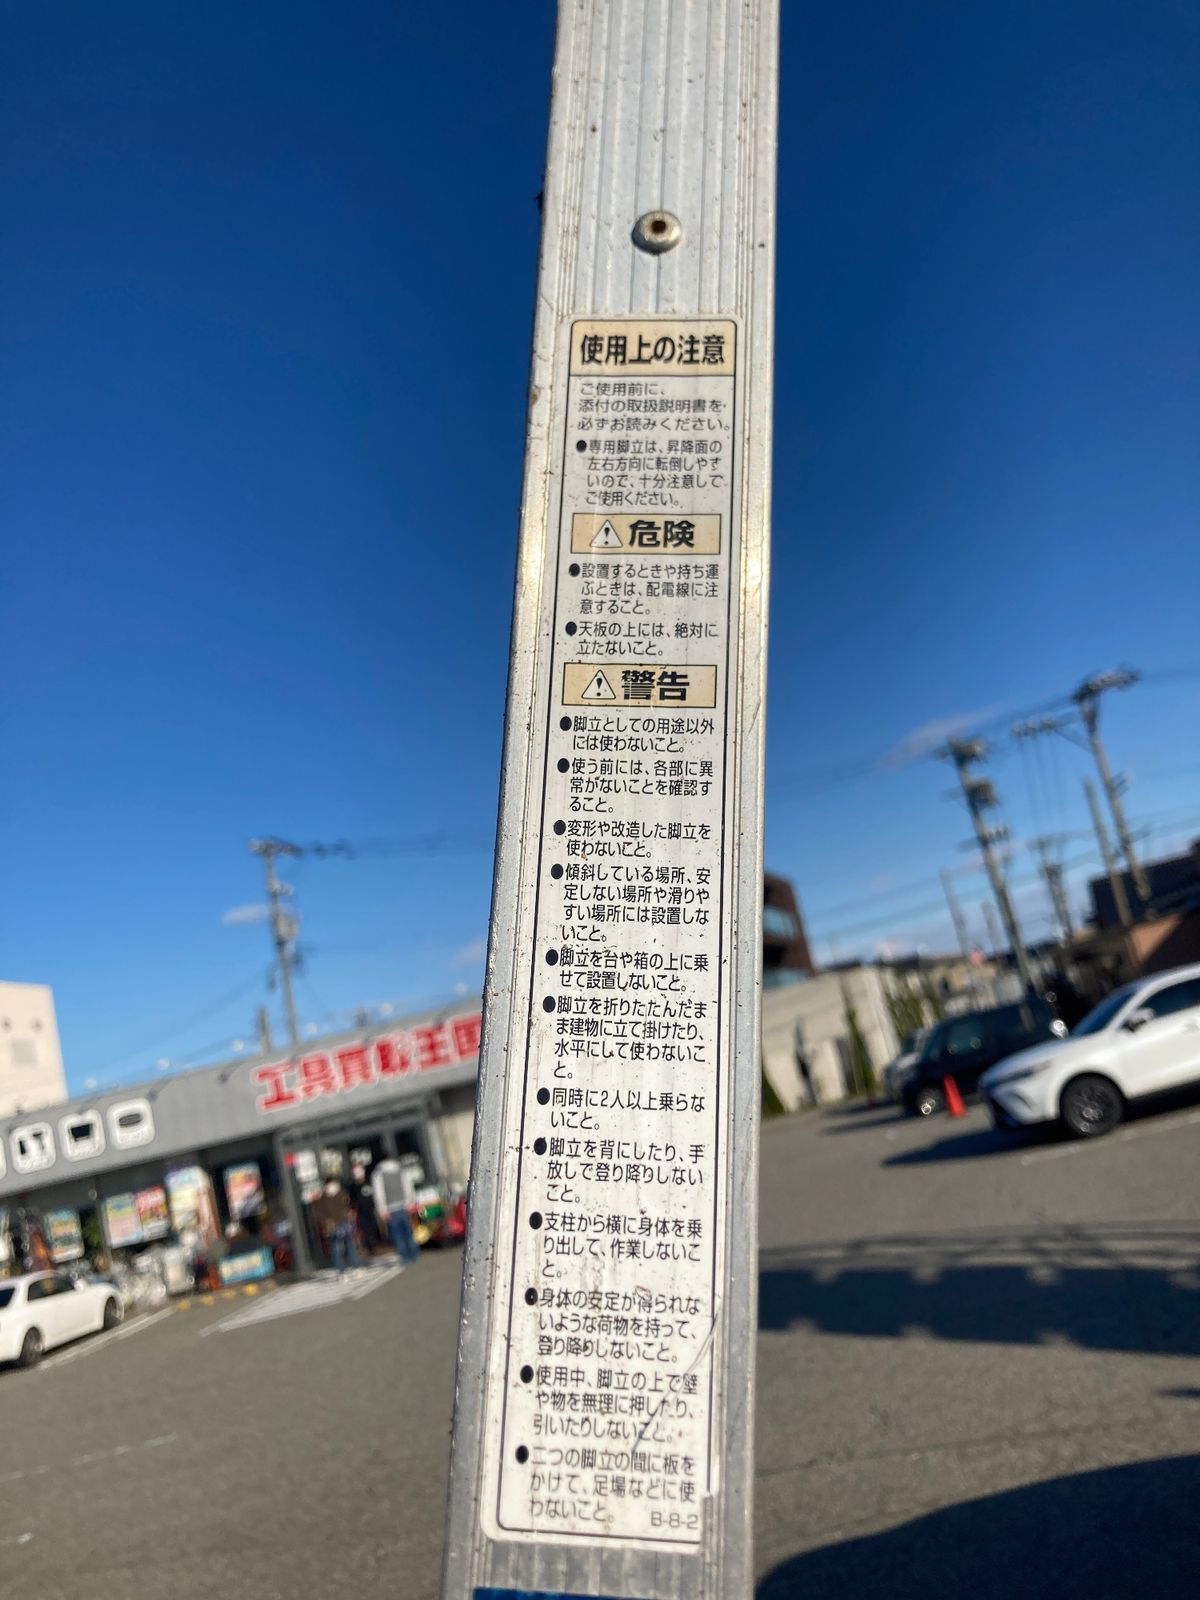 使用上の注意
ご使用前に、
添付の取扱説明書を
必ずお読みください。
●専用脚立は、昇降面の
左右方向に転倒しやす
いので、十分注意して
ご使用ください。
危険
●設置するときや持ち運
ぶときは、配電線に注
意すること。
●天板の上には、絶対に
立たないこと。
警告
●脚立としての用途以外
には使わないこと。
●使う前には、各部に異
常がないことを確認す
ること。
●変形や改造した脚立を
使わないこと。
●傾斜している場所、安
定しない場所や滑りや
すい場所には設置しな
いこと。
●脚立を台や箱の上に乗
せて設置しないこと。
●脚立を折りたたんだま
ま建物に立て掛けたり、
水平にして使わないこ
と。
●同時に2人以上乗らな
いこと。
●脚立を背にしたり、手
放しで登り降りしない
こと。
●支柱から横に身体を乗
り出して、作業しないこ
と。
●身体の安定が得られな
いような荷物を持って、
登り降りしないこと。
●使用中、脚立の上で壁
や物を無理に押したり、
引いたりしないこと。
●二つの脚立の間に板を
かけて、足場などに使
わないこと。
B-8-2
工具買取王国